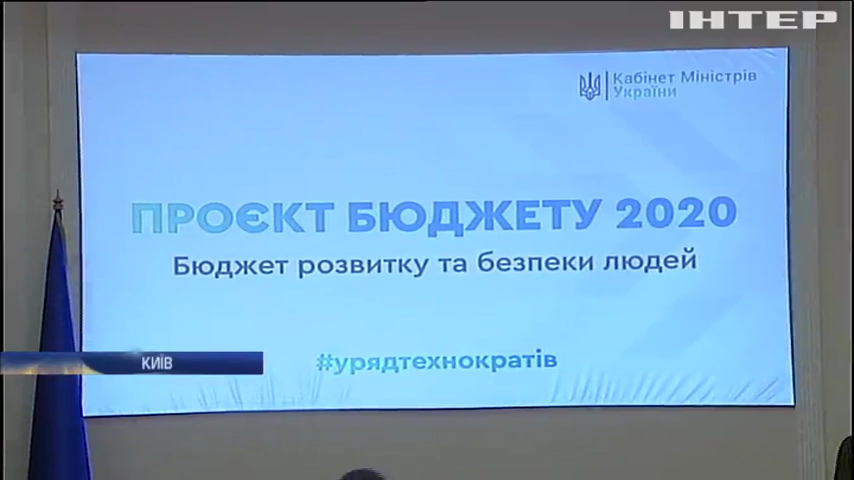 ІНТЕР
Кабінет Міністрів
України
ПРОЄКТ БЮДЖЕТУ 2020
Бюджет розвитку та безпеки людей
#урядтехнократів
КИЇВ